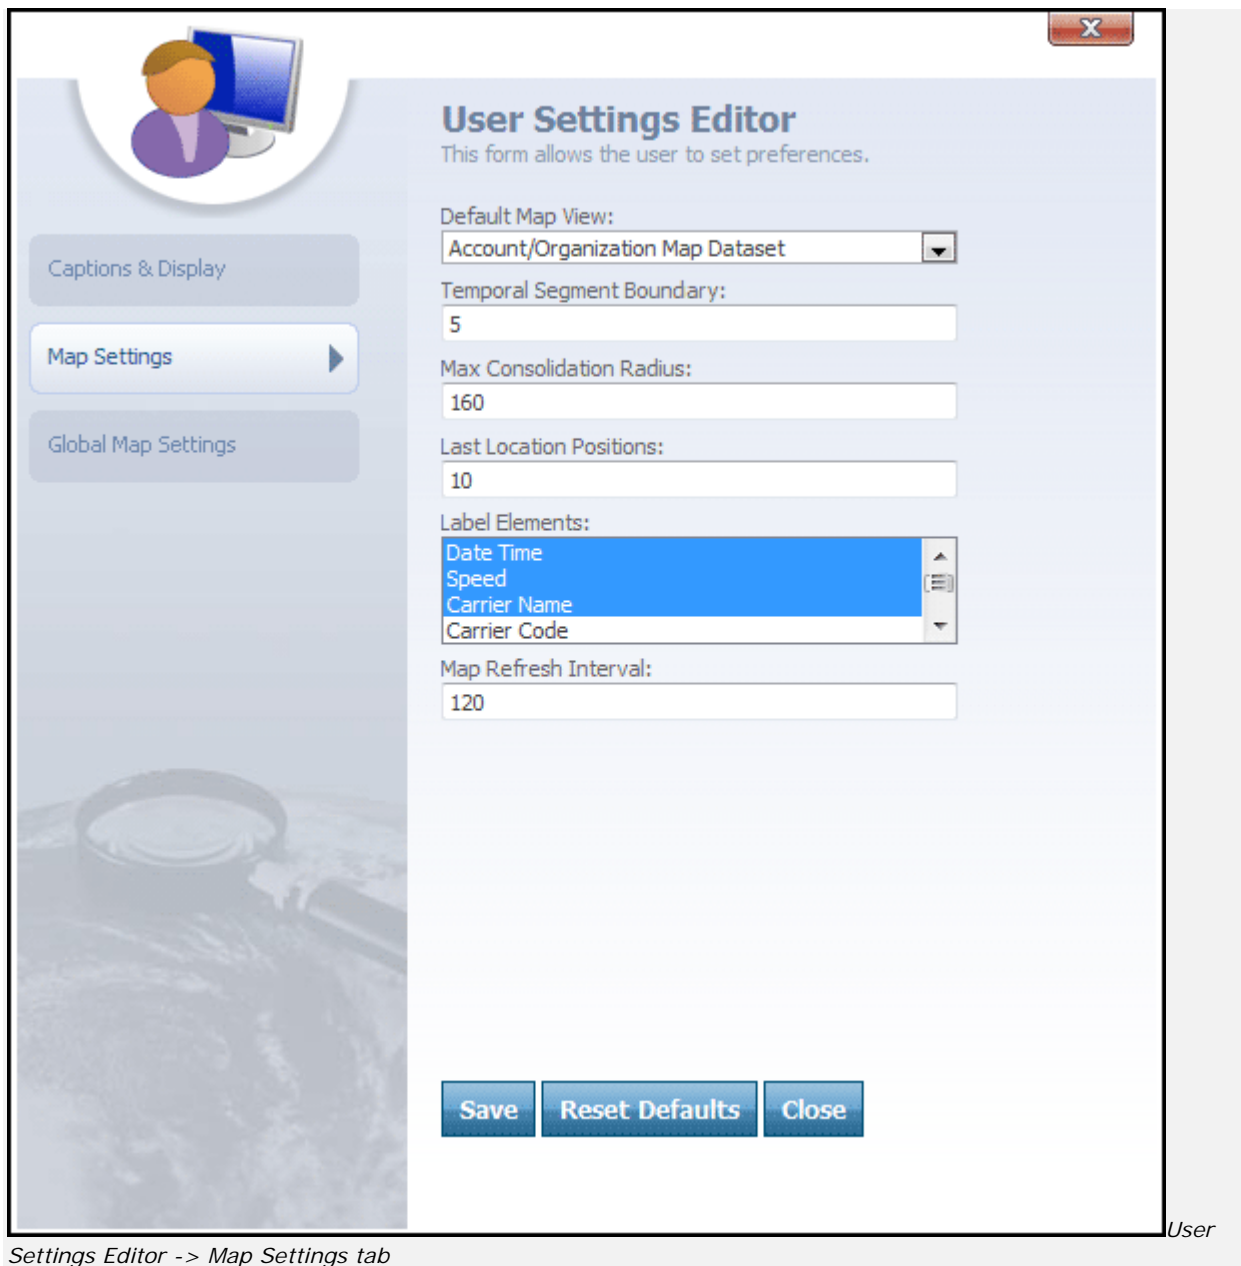 X
User Settings Editor
This form allows the user to set preferences.
Captions & Display
Map Settings
Global Map Settings
Default Map View:
Account/Organization Map Dataset
Temporal Segment Boundary:
5
Max Consolidation Radius:
160
Last Location Positions:
10
Label Elements:
Date Time
Speed
Carrier Name
Carrier Code
Map Refresh Interval:
120
Save Reset Defaults Close
User
Settings Editor -> Map Settings tab